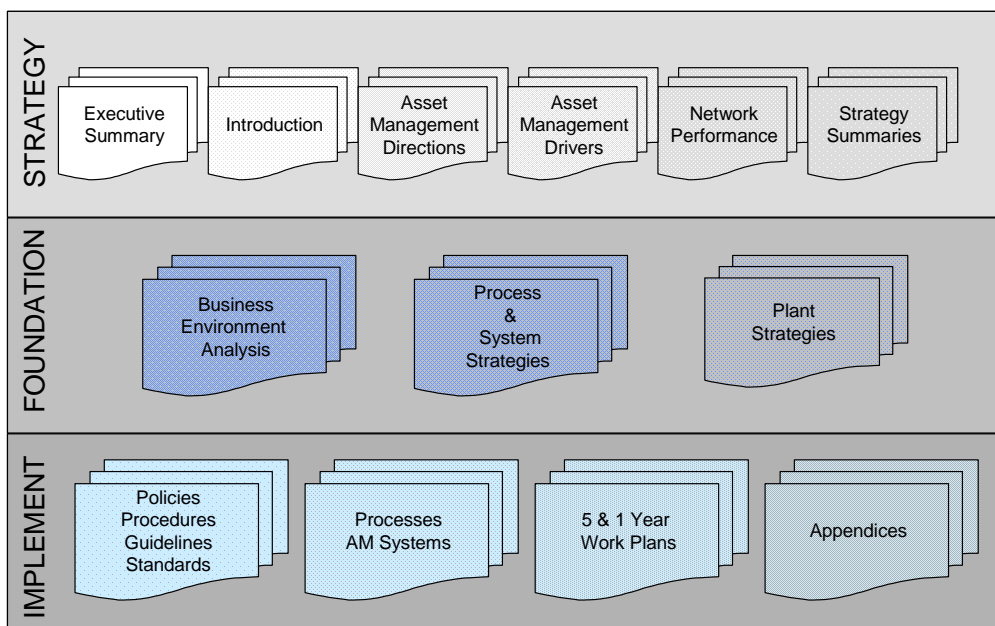 STRATEGY
Executive
Summary
Introduction
Asset
Management
Directions
Asset
Management
Drivers
Network
Performance
Strategy
Summaries
FOUNDATION
Business
Environment
Analysis
Process
&
System
Strategies
Plant
Strategies
IMPLEMENT
Policies
Procedures
Guidelines
Standards
Processes
AM Systems
5 & 1 Year
Work Plans
Appendices